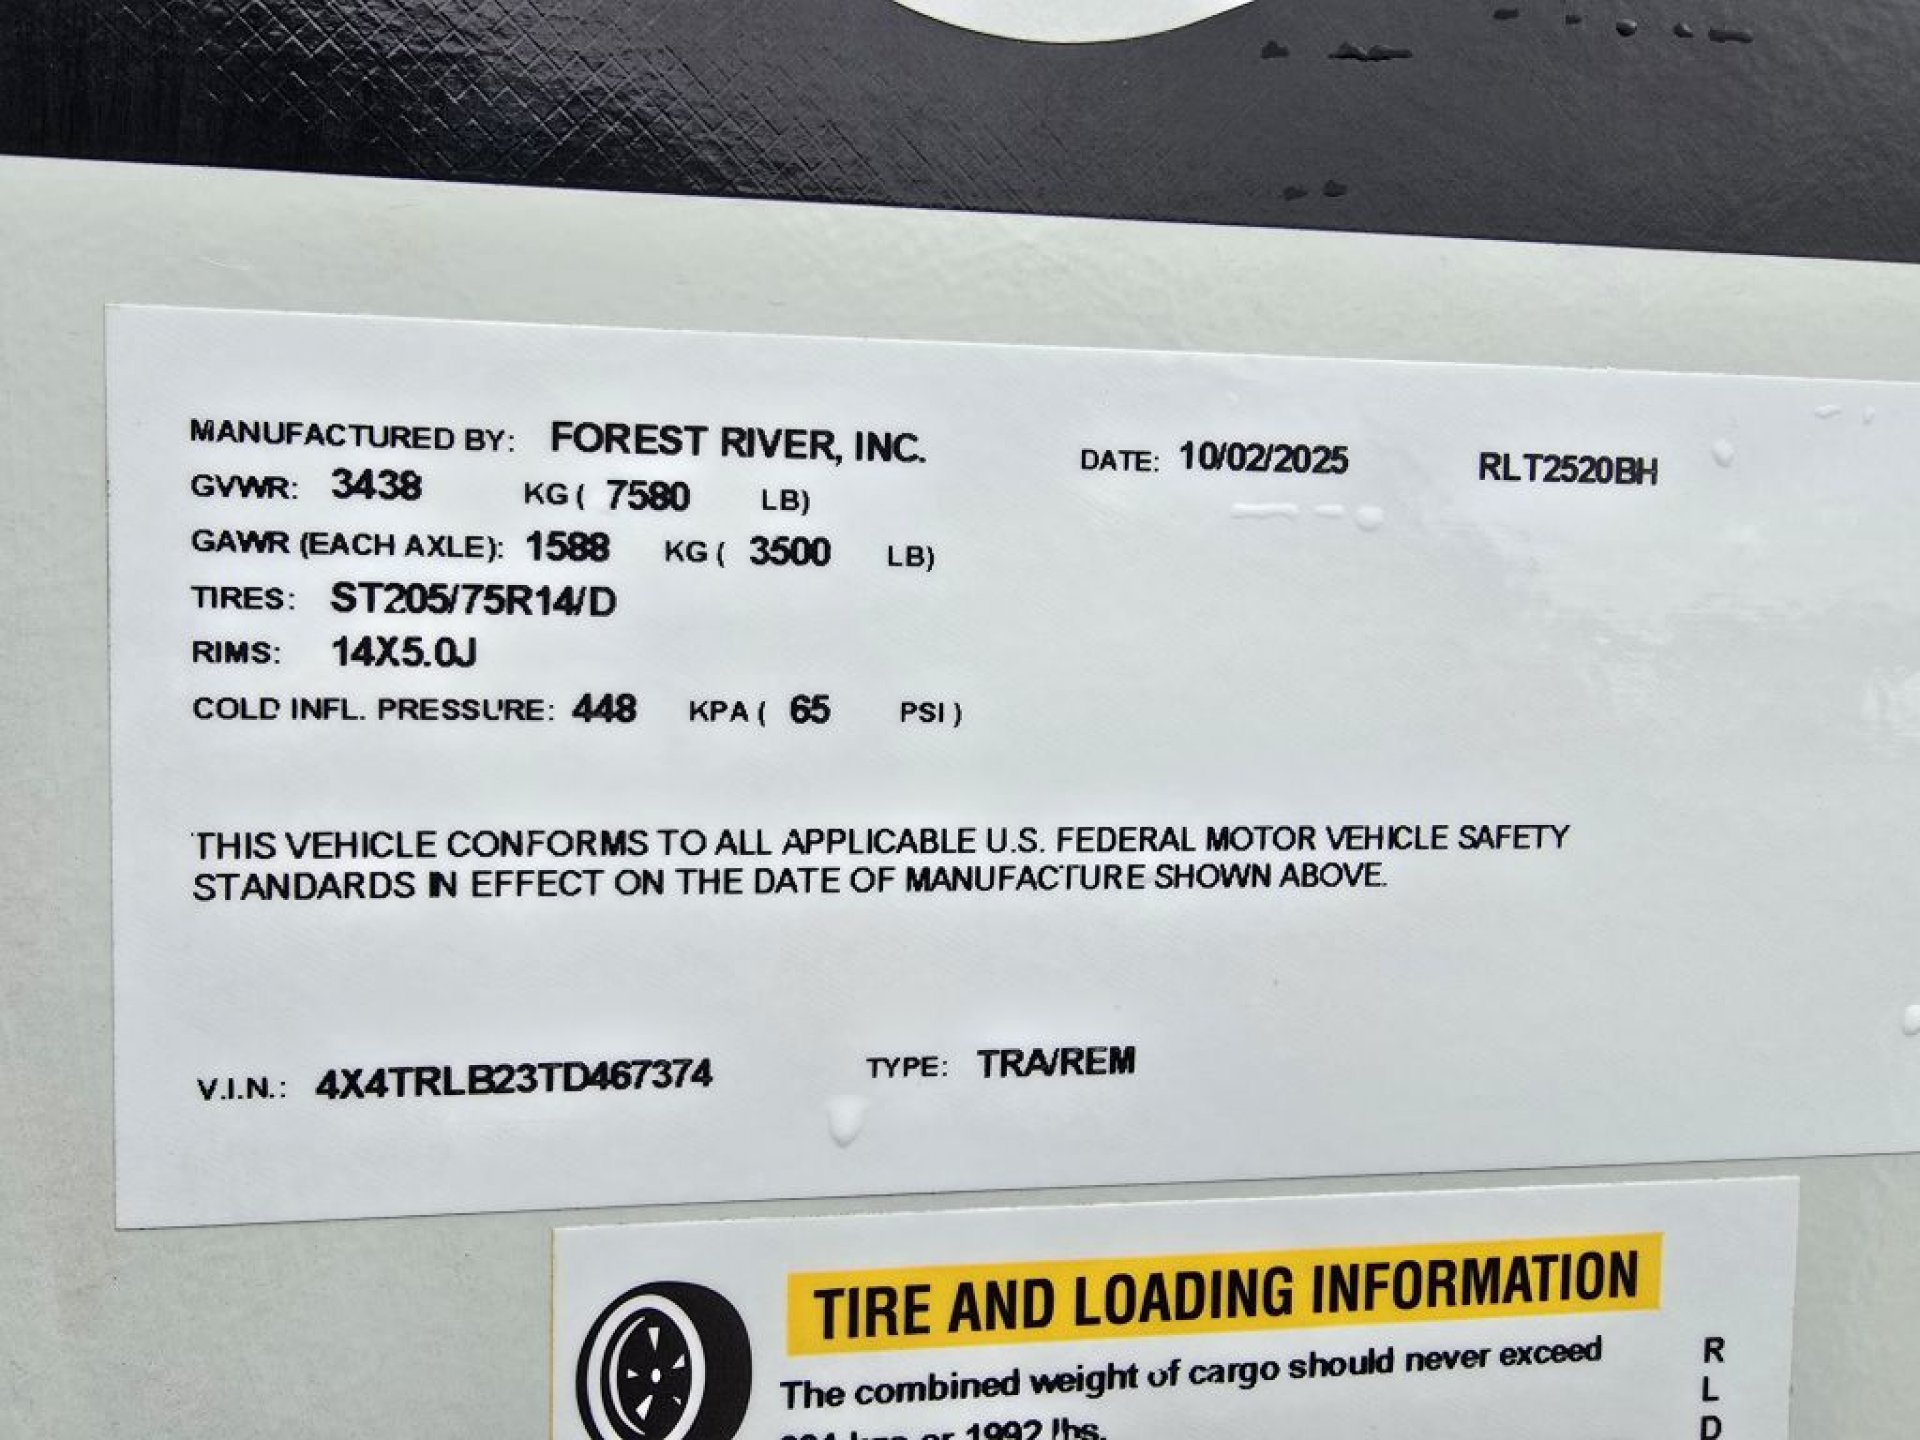 MANUFACTURED BY: FOREST RIVER, INC. DATE: 10/02/2025 RLT2520BH
GVWR: 3438 KG ( 7580 LB)
GAWR (EACH AXLE): 1588 KG ( 3500 LB)
TIRES: ST205/75R14/D
RIMS: 14X5.0J
COLD INFL. PRESSURE: 448 KPA ( 65 PSI )
THIS VEHICLE CONFORMS TO ALL APPLICABLE U.S. FEDERAL MOTOR VEHICLE SAFETY
STANDARDS IN EFFECT ON THE DATE OF MANUFACTURE SHOWN ABOVE.
V.I.N.: 4X4TRLB23TD467374 TYPE: TRA/REM
TIRE AND LOADING INFORMATION
The combined weight of cargo should never exceed
or 1992 lbs.
R
L
D